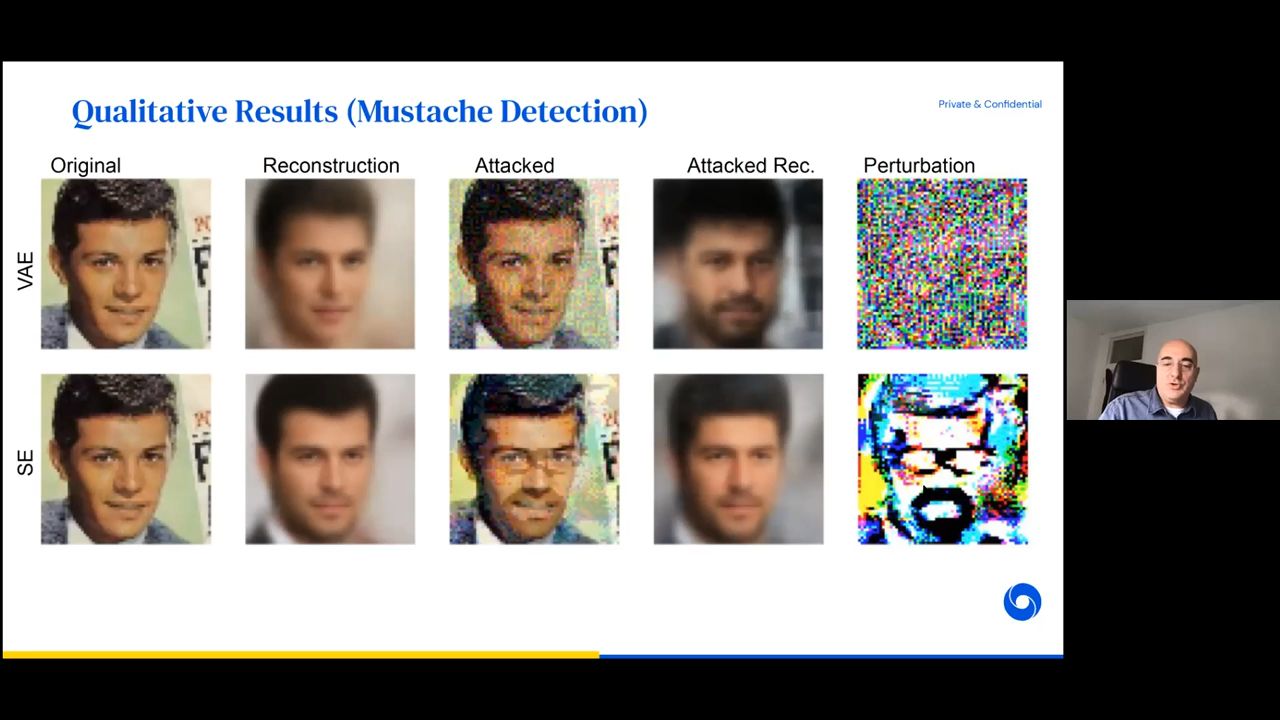 Qualitative Results (Mustache Detection)
Private & Confidential
Original
Reconstruction
Attacked
Attacked Rec.
Perturbation
VAE
SE